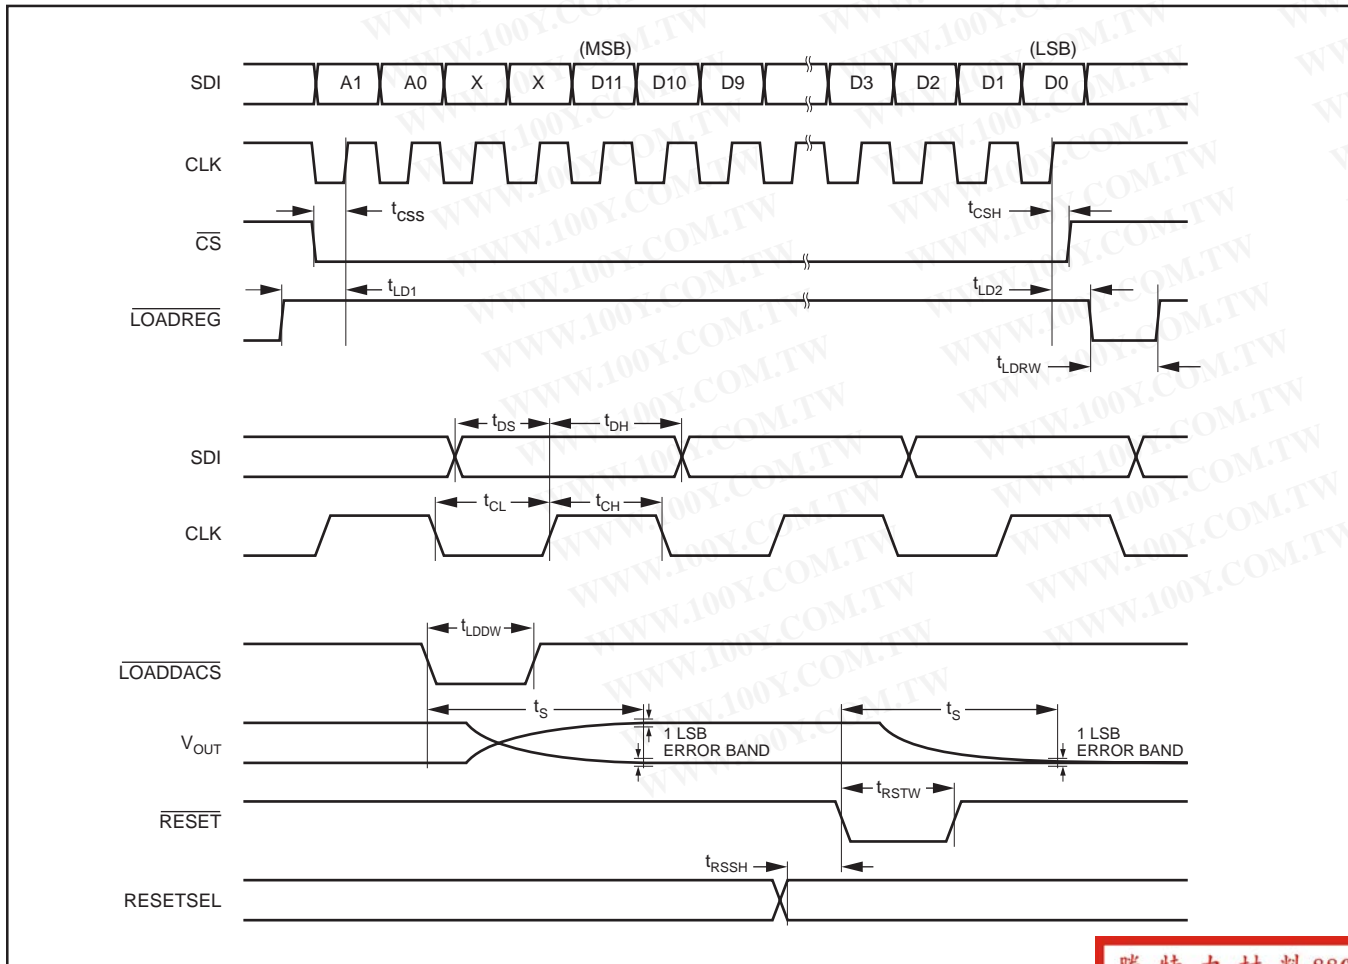 (MSB) (LSB)
SDI A1 A0 X X D11 D10 D9 D3 D2 D1 D0
CLK
tCSS tCSH
CS
tLD1 tLD2
LOADREG
tLDRW
tDS tDH
SDI
tCL tCH
CLK
tLDDW
LOADDACS
tS tS
VOUT
1 LSB
ERROR BAND
1 LSB
ERROR BAND
tRSTW
RESET
tRSSH
RESETSEL
WWW.100Y.COM.TW